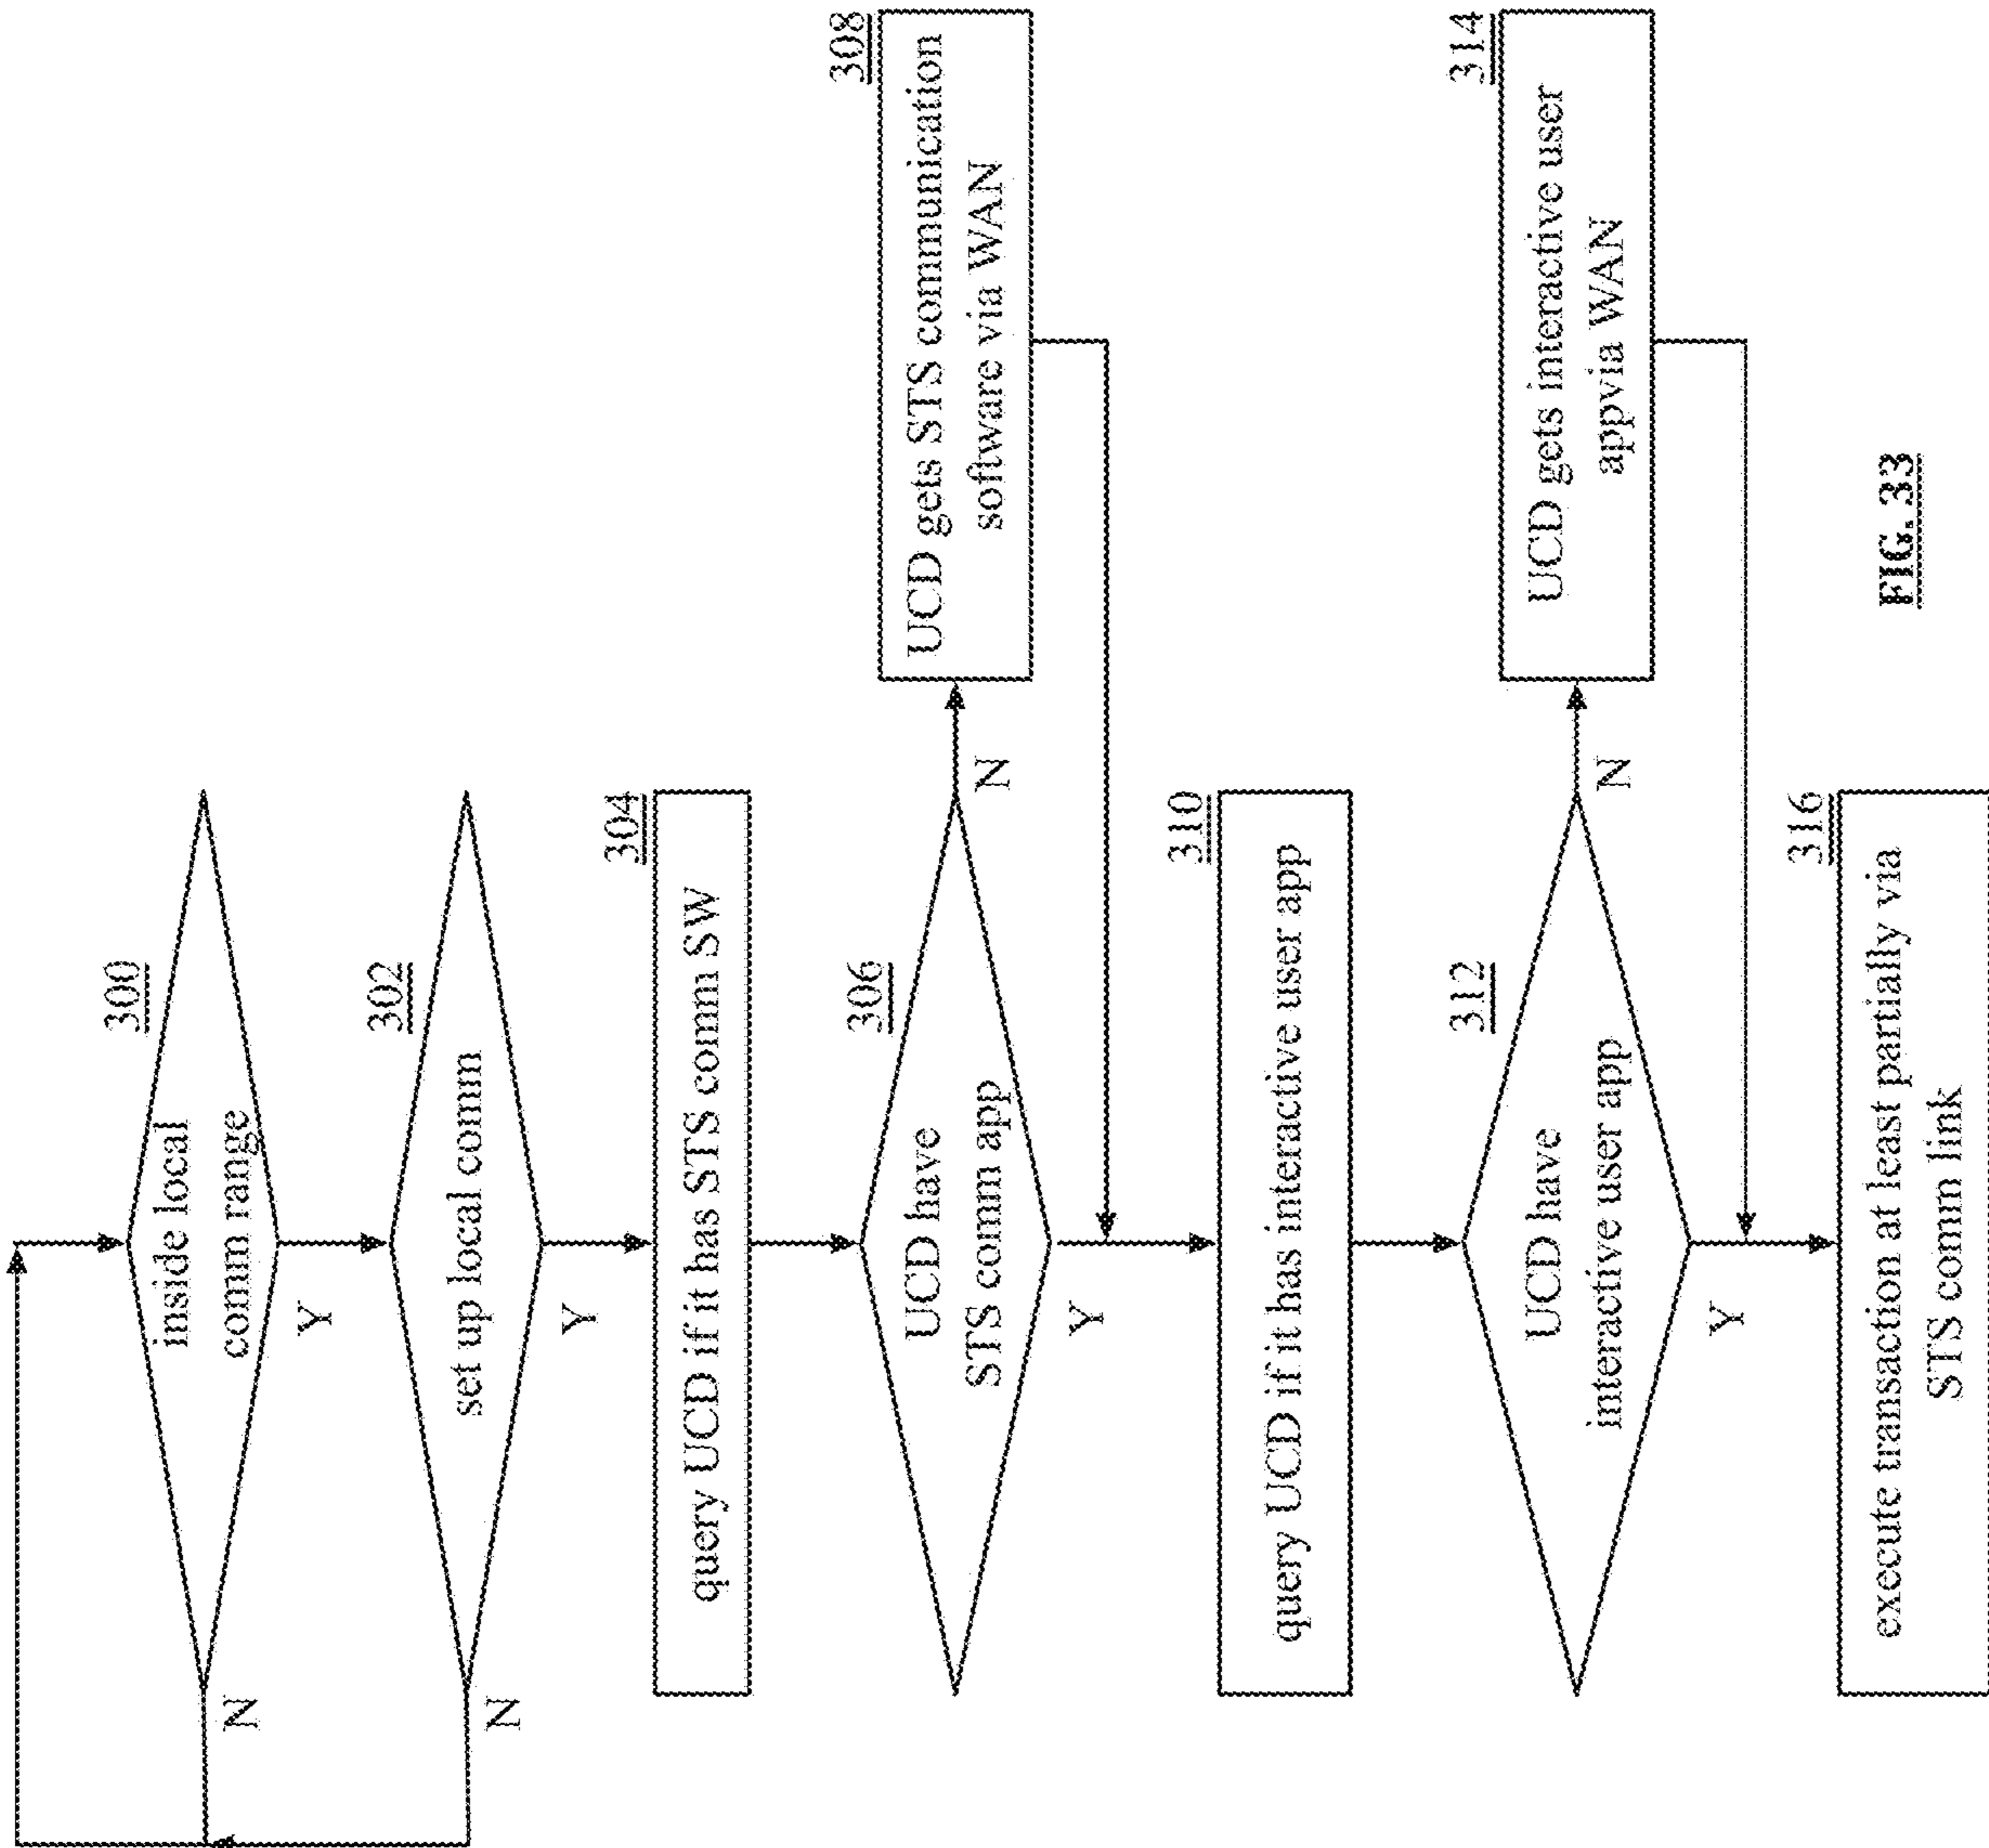 300
inside local
comm range
N
Y
302
set up local comm
N
Y
304
query UCD if it has STS comm SW
306
UCD have
STS comm app
N
Y
308
UCD gets STS communication
software via WAN
310
query UCD if it has interactive user app
312
UCD have
interactive user app
N
Y
314
UCD gets interactive user
appvia WAN
316
execute transaction at least partially via
STS comm link
FIG. 33